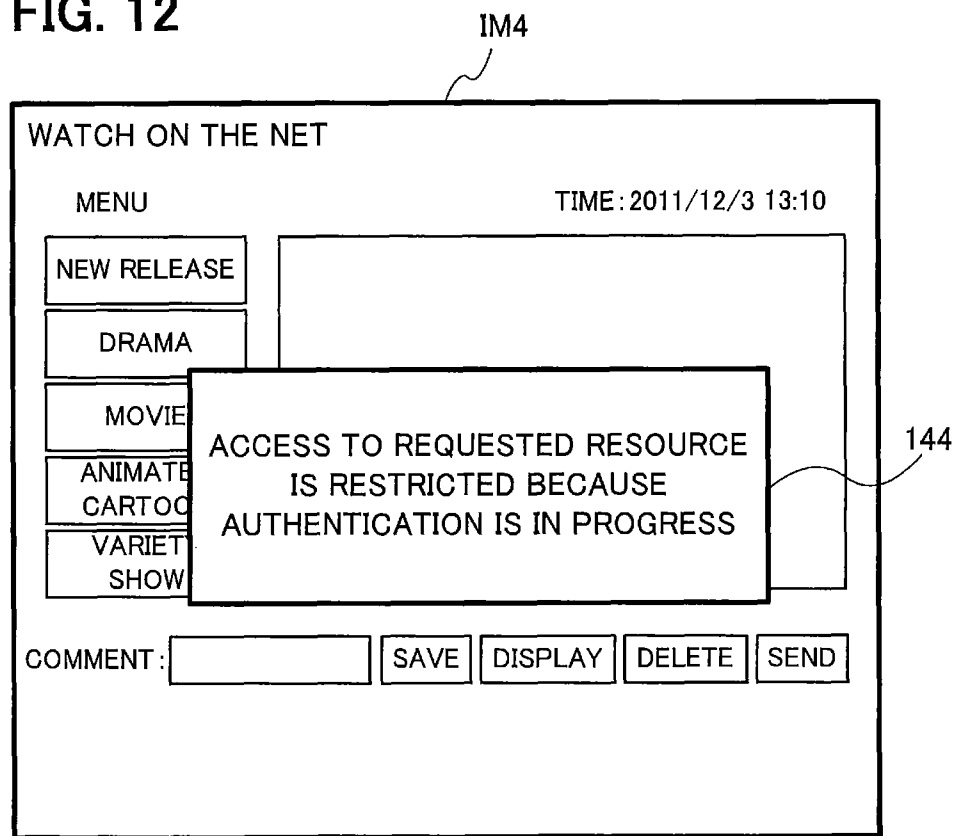 FIG. 12
IM4
WATCH ON THE NET
MENU
TIME:2011/12/3 13:10
NEW RELEASE
DRAMA
MOVIE
ANIMATE
CARTOO
VARIETY
SHOW
ACCESS TO REQUESTED RESOURCE
IS RESTRICTED BECAUSE
AUTHENTICATION IS IN PROGRESS
144
COMMENT:
SAVE
DISPLAY
DELETE
SEND